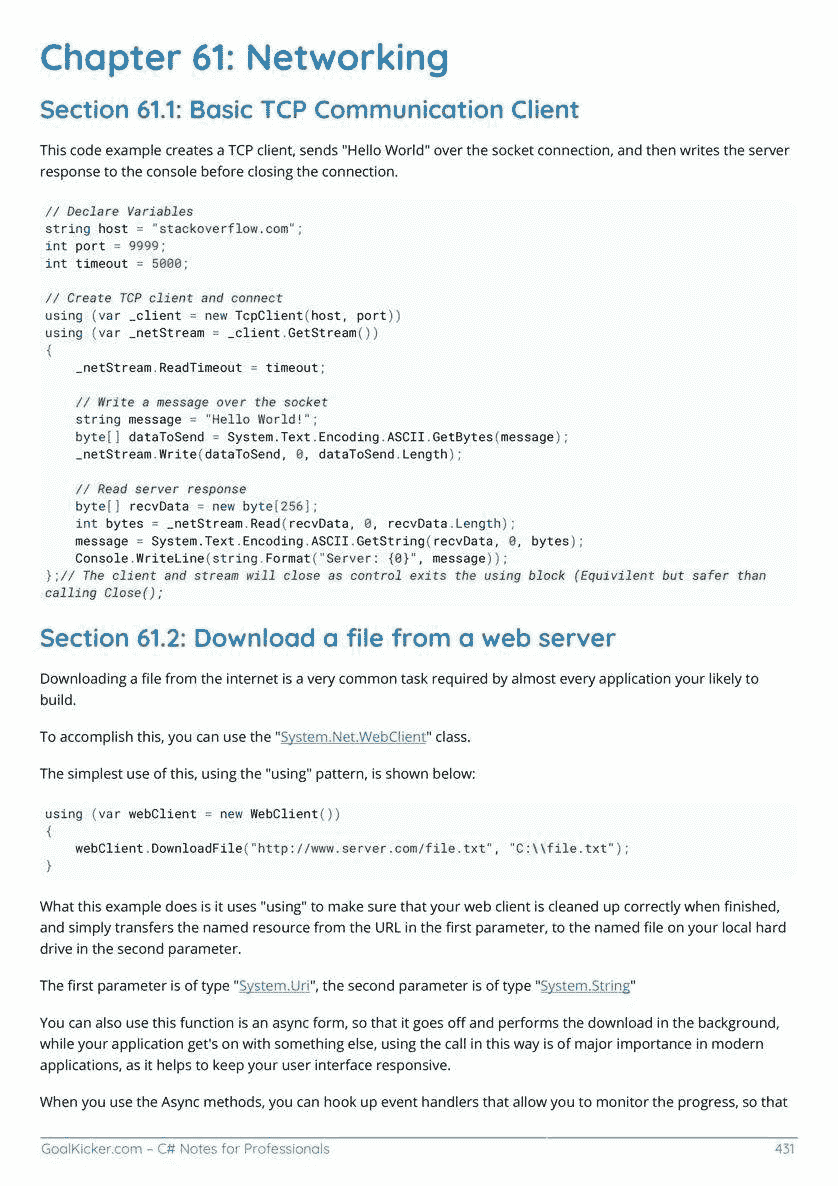 Chapter 61: Networking
Section 61.1: Basic TCP Communication Client
This code example creates a TCP client, sends "Hello World" over the socket connection, and then writes the server
response to the console before closing the connection.
// Declare Variables
string host = "stackoverflow.com";
int port = 9999;
int timeout = 5000;
// Create TCP client and connect
using (var _client = new TcpClient(host, port))
using (var _netStream = _client.GetStream())
{
    _netStream.ReadTimeout = timeout;
    // Write a message over the socket
    string message = "Hello World!";
    byte[] dataToSend = System.Text.Encoding.ASCII.GetBytes(message);
    _netStream.Write(dataToSend, 0, dataToSend.Length);
    // Read server response
    byte[] recvData = new byte[256];
    int bytes = _netStream.Read(recvData, 0, recvData.Length);
    message = System.Text.Encoding.ASCII.GetString(recvData, 0, bytes);
    Console.WriteLine(string.Format("Server: {0}", message));
};// The client and stream will close as control exits the using block (Equivilent but safer than
calling Close();
Section 61.2: Download a file from a web server
Downloading a file from the internet is a very common task required by almost every application your likely to
build.
To accomplish this, you can use the "System.Net.WebClient" class.
The simplest use of this, using the "using" pattern, is shown below:
using (var webClient = new WebClient())
{
    webClient.DownloadFile("http://www.server.com/file.txt", "C:\\file.txt");
}
What this example does is it uses "using" to make sure that your web client is cleaned up correctly when finished,
and simply transfers the named resource from the URL in the first parameter, to the named file on your local hard
drive in the second parameter.
The first parameter is of type "System.Uri", the second parameter is of type "System.String"
You can also use this function is an async form, so that it goes off and performs the download in the background,
while your application get's on with something else, using the call in this way is of major importance in modern
applications, as it helps to keep your user interface responsive.
When you use the Async methods, you can hook up event handlers that allow you to monitor the progress, so that
GoalKicker.com – C# Notes for Professionals
431